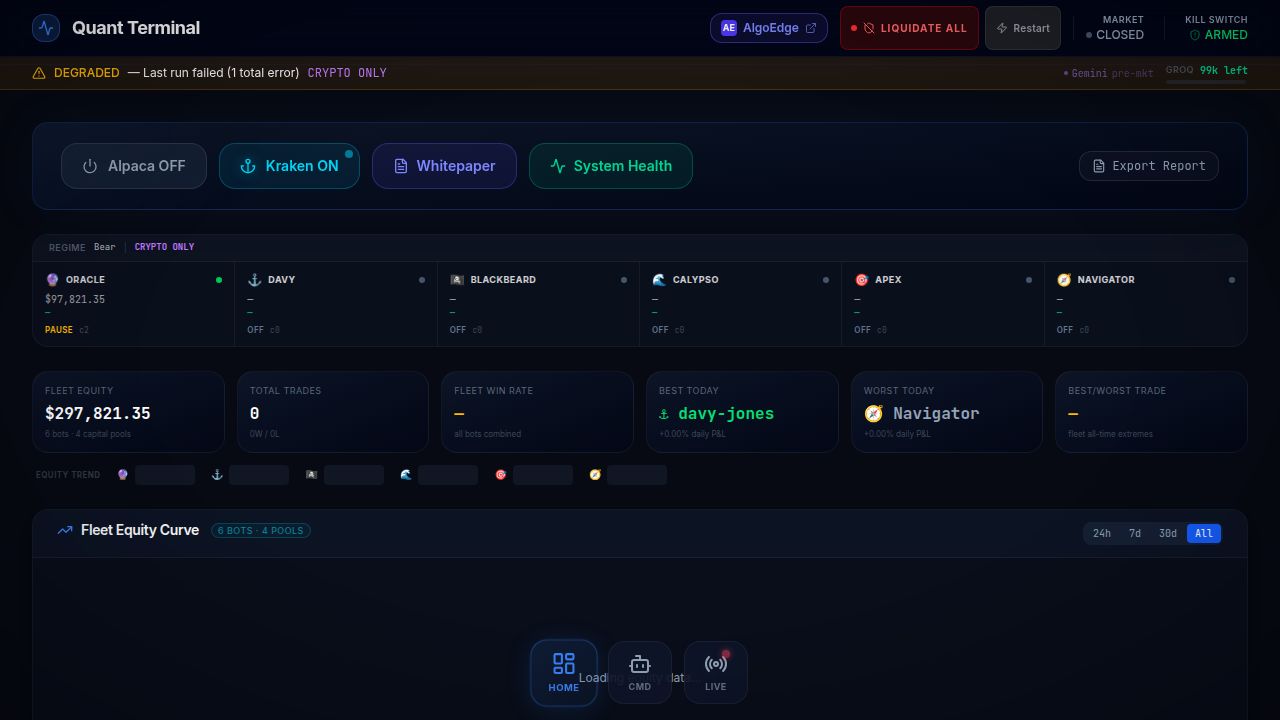 Quant Terminal
AE AlgoEdge
LIQUIDATE ALL
Restart
MARKET
CLOSED
KILL SWITCH
ARMED
DEGRADED — Last run failed (1 total error) CRYPTO ONLY
Gemini pre-mkt
GROQ 99k left
Alpaca OFF
Kraken ON
Whitepaper
System Health
Export Report
REGIME Bear | CRYPTO ONLY
ORACLE
$97,821.35
—
PAUSE c2
DAVY
—
—
OFF c0
BLACKBEARD
—
—
OFF c0
CALYPSO
—
—
OFF c0
APEX
—
—
OFF c0
NAVIGATOR
—
—
OFF c0
FLEET EQUITY
$297,821.35
6 bots · 4 capital pools
TOTAL TRADES
0
0W / 0L
FLEET WIN RATE
—
all bots combined
BEST TODAY
davy-jones
+0.00% daily P&L
WORST TODAY
Navigator
+0.00% daily P&L
BEST/WORST TRADE
—
fleet all-time extremes
EQUITY TREND
Fleet Equity Curve
6 BOTS · 4 POOLS
24h 7d 30d All
Loading equity data...
HOME
CMD
LIVE